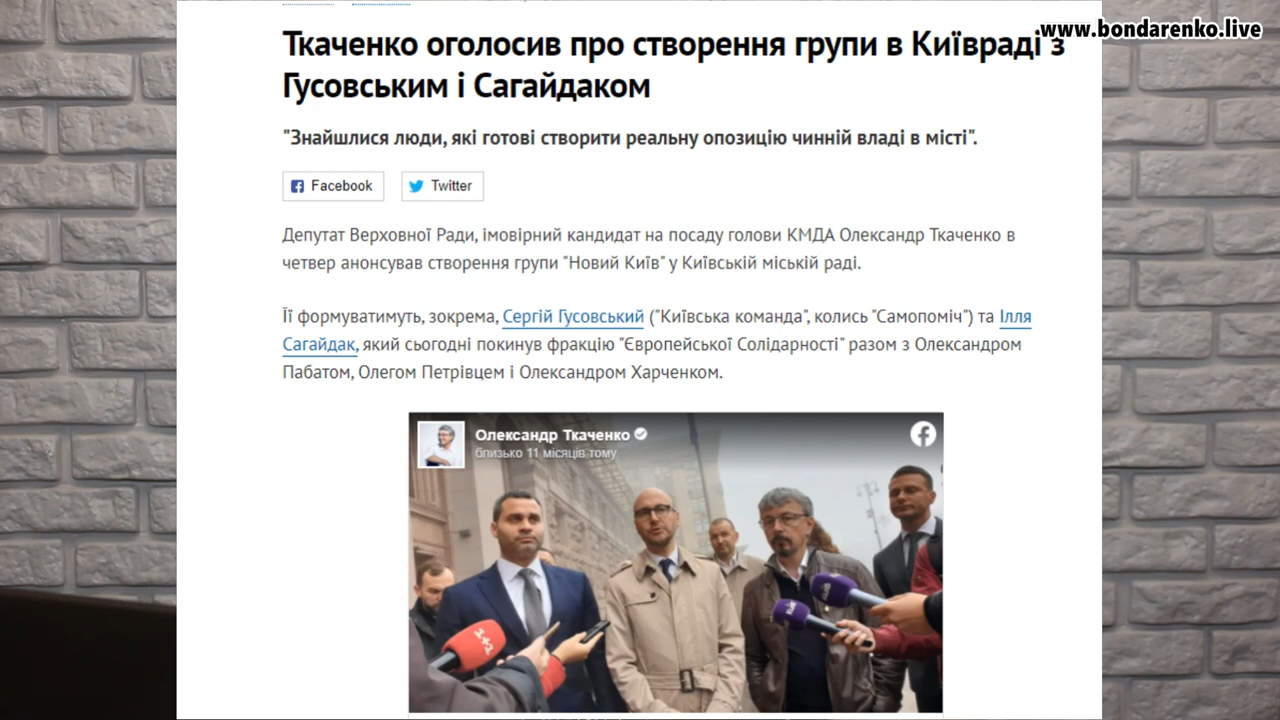 www.bondarenko.live
Ткаченко оголосив про створення групи в Київраді з
Гусовським і Сагайдаком
"Знайшлися люди, які готові створити реальну опозицію чинній владі в місті".
Facebook
Twitter
Депутат Верховної Ради, імовірний кандидат на посаду голови КМДА Олександр Ткаченко в
четвер анонсував створення групи "Новий Київ" у Київській міській раді.
Її формуватимуть, зокрема, Сергій Гусовський ("Київська команда", колись "Самопоміч") та Ілля
Сагайдак, який сьогодні покинув фракцію "Європейської Солідарності" разом з Олександром
Пабатом, Олегом Петрівцем і Олександром Харченком.
Олександр Ткаченко
близько 11 місяців тому
1+1